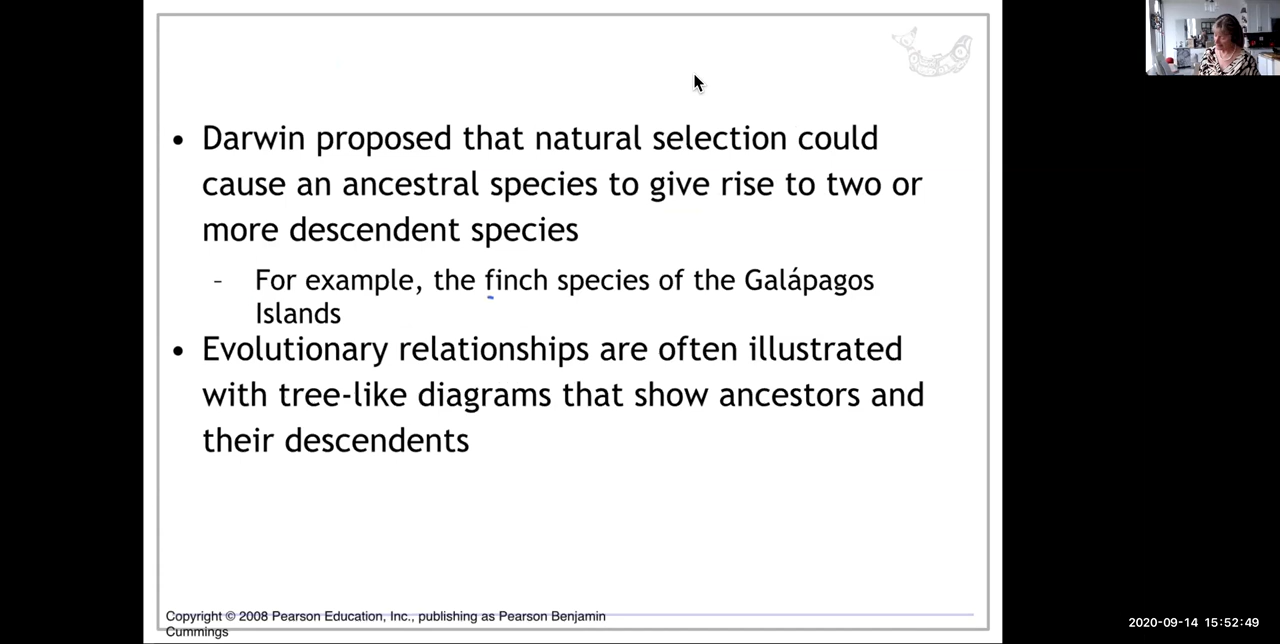 • Darwin proposed that natural selection could
cause an ancestral species to give rise to two or
more descendent species
– For example, the finch species of the Galápagos
Islands
• Evolutionary relationships are often illustrated
with tree-like diagrams that show ancestors and
their descendents
Copyright © 2008 Pearson Education, Inc., publishing as Pearson Benjamin
Cummings
2020-09-14 15:52:49